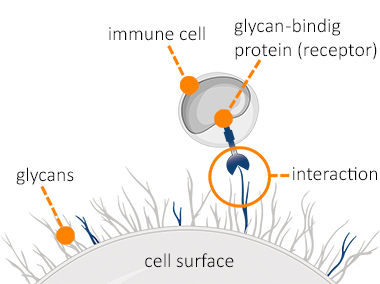 immune cell
glycan-bindig
protein (receptor)
interaction
glycans
cell surface